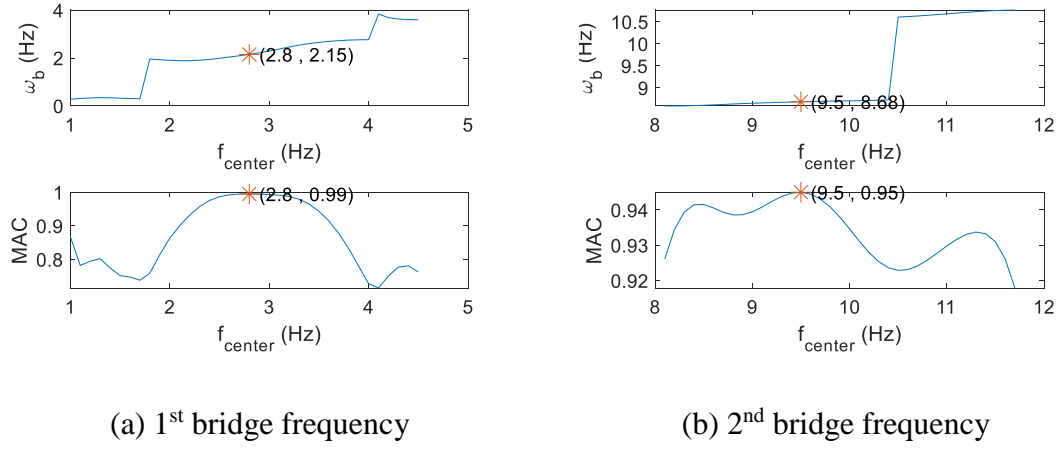 4
2
0
ω_b (Hz)
(2.8 , 2.15)
1 2 3 4 5
f_center (Hz)
1
0.9
0.8
MAC
(2.8 , 0.99)
1 2 3 4 5
f_center (Hz)
(a) 1st bridge frequency
10.5
10
9.5
9
ω_b (Hz)
(9.5 , 8.68)
8 9 10 11 12
f_center (Hz)
0.94
0.93
0.92
MAC
(9.5 , 0.95)
8 9 10 11 12
f_center (Hz)
(b) 2nd bridge frequency